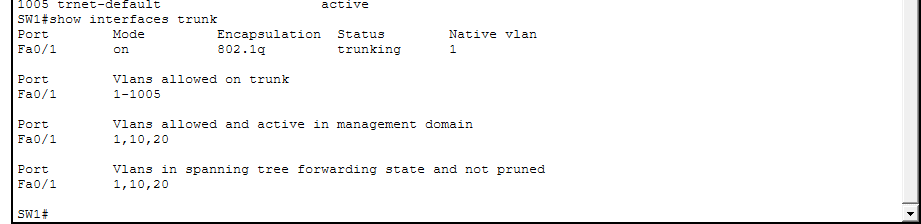 1005 trnet-default active
SW1#show interfaces trunk
Port Mode Encapsulation Status Native vlan
Fa0/1 on 802.1q trunking 1
Port Vlans allowed on trunk
Fa0/1 1-1005
Port Vlans allowed and active in management domain
Fa0/1 1,10,20
Port Vlans in spanning tree forwarding state and not pruned
Fa0/1 1,10,20
SW1#